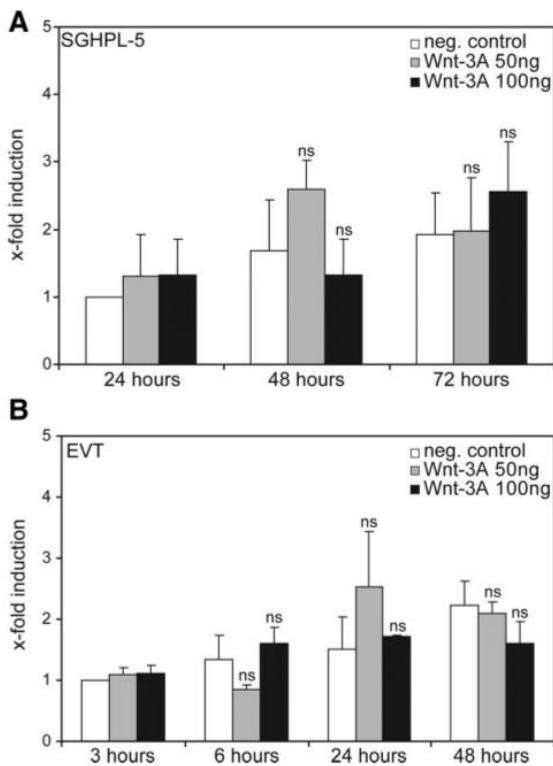 A
SGHPL-5
neg. control
Wnt-3A 50ng
Wnt-3A 100ng
x-fold induction
5
4
3
2
1
0
ns
ns
ns
ns
24 hours
48 hours
72 hours
B
EVT
neg. control
Wnt-3A 50ng
Wnt-3A 100ng
x-fold induction
5
4
3
2
1
0
ns
ns
ns
ns
ns
ns
3 hours
6 hours
24 hours
48 hours